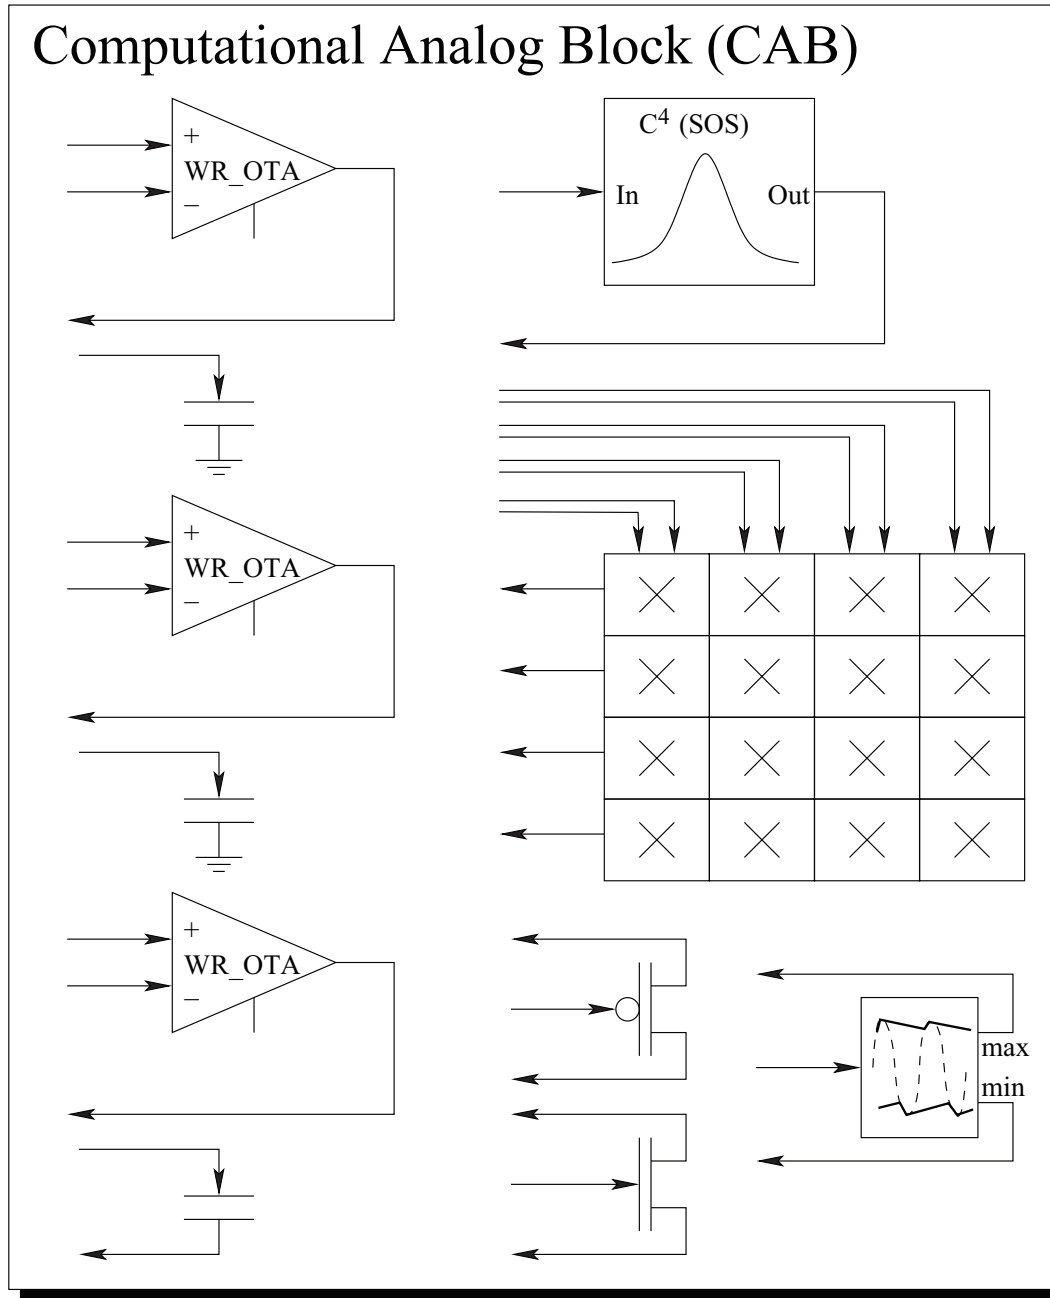 Computational Analog Block (CAB)
+
WR_OTA
−
C⁴ (SOS)
In
Out
+
WR_OTA
−
+
WR_OTA
−
max
min